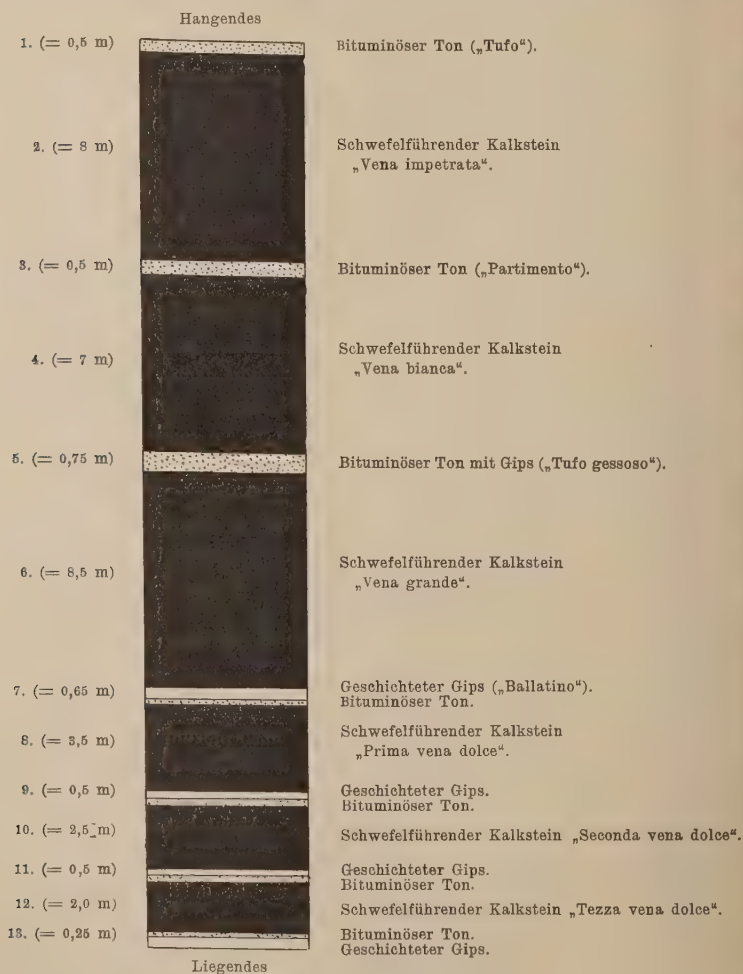 Hangendes
1. (= 0,5 m) Bituminöser Ton („Tufo“).
2. (= 8 m) Schwefelführender Kalkstein
„Vena impetrata“.
3. (= 0,5 m) Bituminöser Ton („Partimento“).
4. (= 7 m) Schwefelführender Kalkstein
„Vena bianca“.
5. (= 0,75 m) Bituminöser Ton mit Gips („Tufo gessoso“).
6. (= 8,5 m) Schwefelführender Kalkstein
„Vena grande“.
7. (= 0,65 m) Geschichteter Gips („Ballatino“).
Bituminöser Ton.
8. (= 3,5 m) Schwefelführender Kalkstein
„Prima vena dolce“.
9. (= 0,5 m) Geschichteter Gips.
Bituminöser Ton.
10. (= 2,5 m) Schwefelführender Kalkstein „Seconda vena dolce“.
11. (= 0,5 m) Geschichteter Gips.
Bituminöser Ton.
12. (= 2,0 m) Schwefelführender Kalkstein „Tezza vena dolce“.
13. (= 0,25 m) Bituminöser Ton.
Geschichteter Gips.
Liegendes